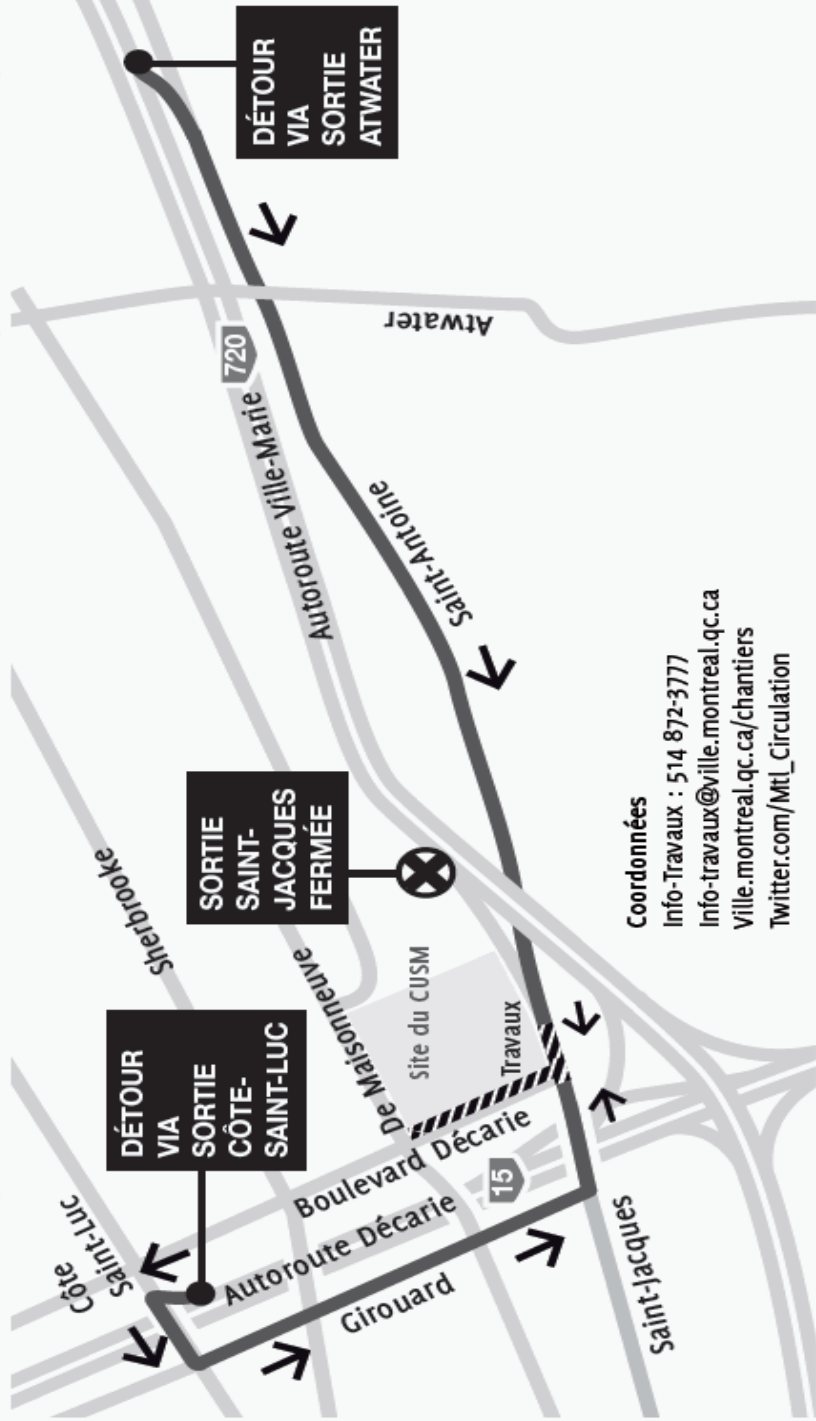 DÉTOUR
VIA
SORTIE
CÔTE-
SAINT-LUC
SORTIE
SAINT-
JACQUES
FERMÉE
DÉTOUR
VIA
SORTIE
ATWATER
Côte
Saint-Luc
Sherbrooke
De Maisonneuve
Boulevard Décarie
Autoroute Décarie
15
Girouard
Saint-Jacques
Site du CUSM
Travaux
Autoroute Ville-Marie
720
Saint-Antoine
Atwater
Coordonnées
Info-Travaux : 514 872-3777
Info-travaux@ville.montreal.qc.ca
Ville.montreal.qc.ca/chantiers
Twitter.com/Mtl_Circulation